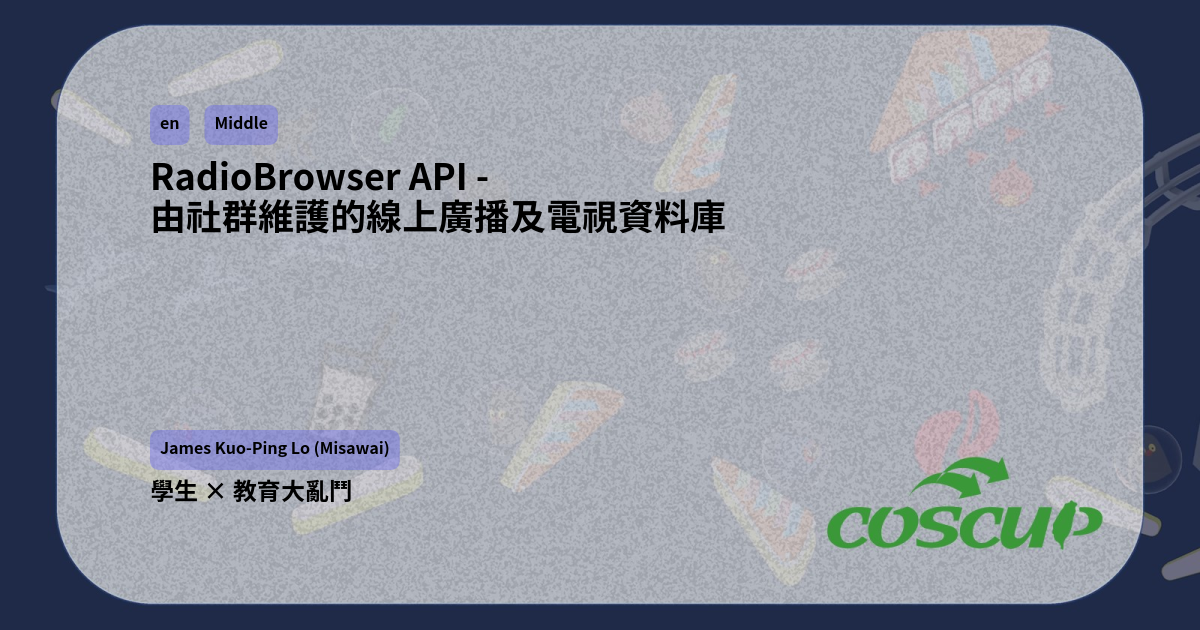 en Middle
RadioBrowser API -
由社群維護的線上廣播及電視資料庫
James Kuo-Ping Lo (Misawai)
學生 × 教育大亂鬥
COSCUP